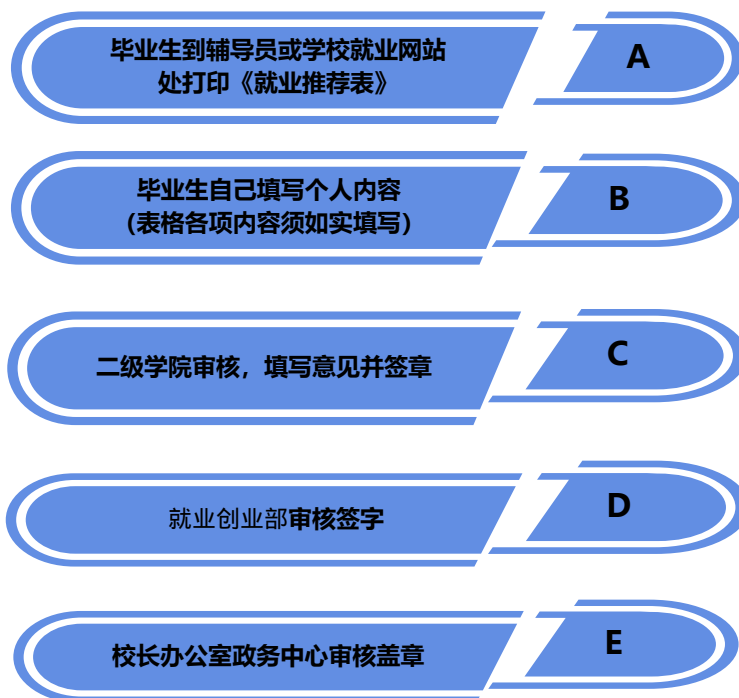 毕业生到辅导员或学校就业网站
处打印《就业推荐表》
A
毕业生自己填写个人内容
(表格各项内容须如实填写)
B
二级学院审核，填写意见并签章
C
就业创业部审核签字
D
校长办公室政务中心审核盖章
E